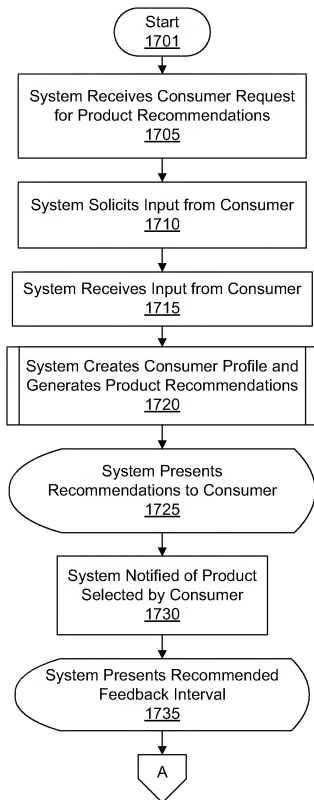 Start
1701
System Receives Consumer Request
for Product Recommendations
1705
System Solicits Input from Consumer
1710
System Receives Input from Consumer
1715
System Creates Consumer Profile and
Generates Product Recommendations
1720
System Presents
Recommendations to Consumer
1725
System Notified of Product
Selected by Consumer
1730
System Presents Recommended
Feedback Interval
1735
A